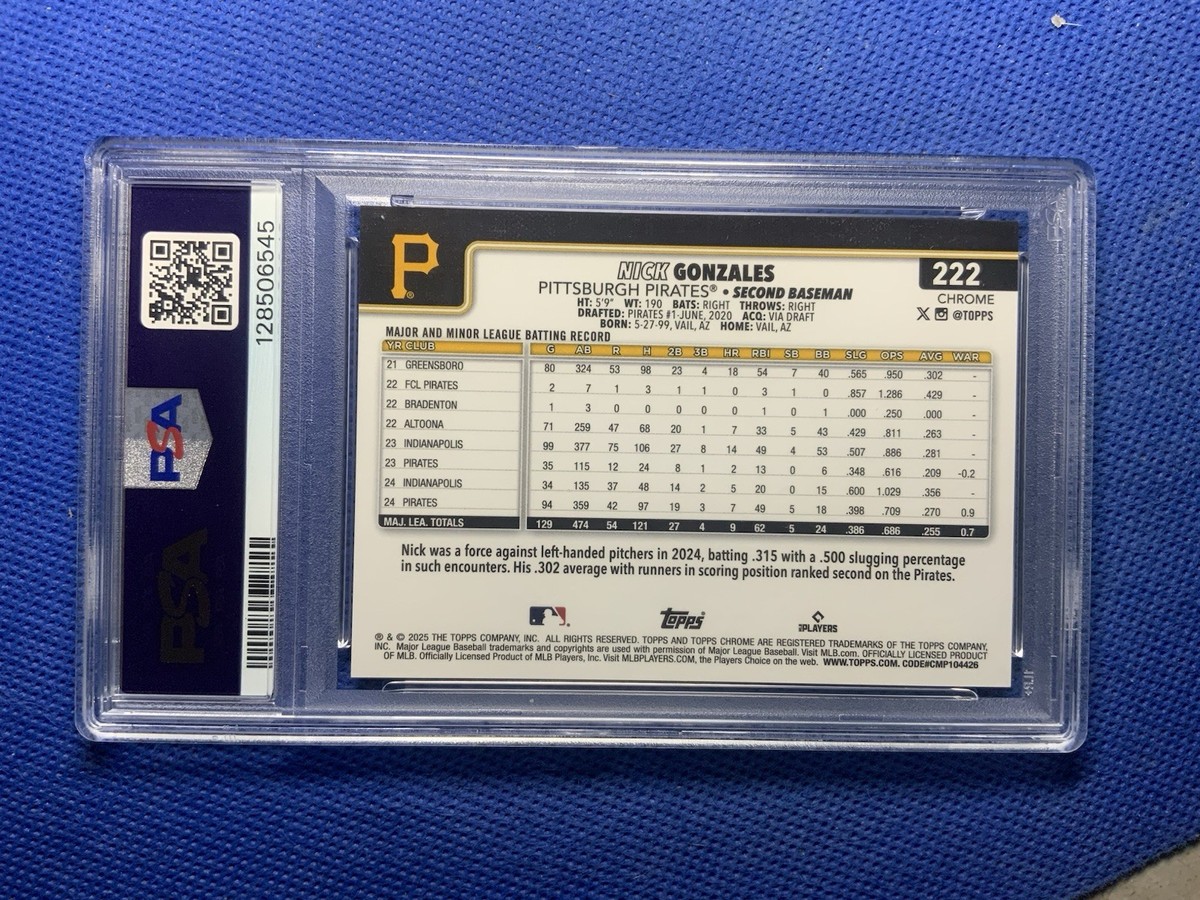 128506545
PSA
PSA
P
NICK GONZALES
PITTSBURGH PIRATES® • SECOND BASEMAN
HT: 5'9" WT: 190 BATS: RIGHT THROWS: RIGHT
DRAFTED: PIRATES #1-JUNE, 2020 ACQ: VIA DRAFT
BORN: 5-27-99, VAIL, AZ HOME: VAIL, AZ
222
CHROME
X @TOPPS
MAJOR AND MINOR LEAGUE BATTING RECORD
YR CLUB G AB R H 2B 3B HR RBI SB BB SLG OPS AVG WAR
21 GREENSBORO 80 324 53 98 23 4 18 54 7 40 .565 .950 .302 -
22 FCL PIRATES 2 7 1 3 1 1 0 3 1 0 .857 1.286 .429 -
22 BRADENTON 1 3 0 0 0 0 0 1 0 1 .000 .250 .000 -
22 ALTOONA 71 259 47 68 20 1 7 33 5 43 .429 .811 .263 -
23 INDIANAPOLIS 99 377 75 106 27 8 14 49 4 53 .507 .886 .281 -
23 PIRATES 35 115 12 24 8 1 2 13 0 6 .348 .616 .209 -0.2
24 INDIANAPOLIS 34 135 37 48 14 2 5 20 0 15 .600 1.029 .356 -
24 PIRATES 94 359 42 97 19 3 7 49 5 18 .398 .709 .270 0.9
MAJ. LEA. TOTALS 129 474 54 121 27 4 9 62 5 24 .386 .686 .255 0.7
Nick was a force against left-handed pitchers in 2024, batting .315 with a .500 slugging percentage
in such encounters. His .302 average with runners in scoring position ranked second on the Pirates.
topps®
PLAYERS
® & © 2025 THE TOPPS COMPANY, INC. ALL RIGHTS RESERVED. TOPPS AND TOPPS CHROME ARE REGISTERED TRADEMARKS OF THE TOPPS COMPANY,
INC. Major League Baseball trademarks and copyrights are used with permission of Major League Baseball. Visit MLB.com. OFFICIALLY LICENSED PRODUCT
OF MLB. Officially Licensed Product of MLB Players, Inc. Visit MLBPLAYERS.COM, the Players Choice on the web. WWW.TOPPS.COM. CODE#CMP104426